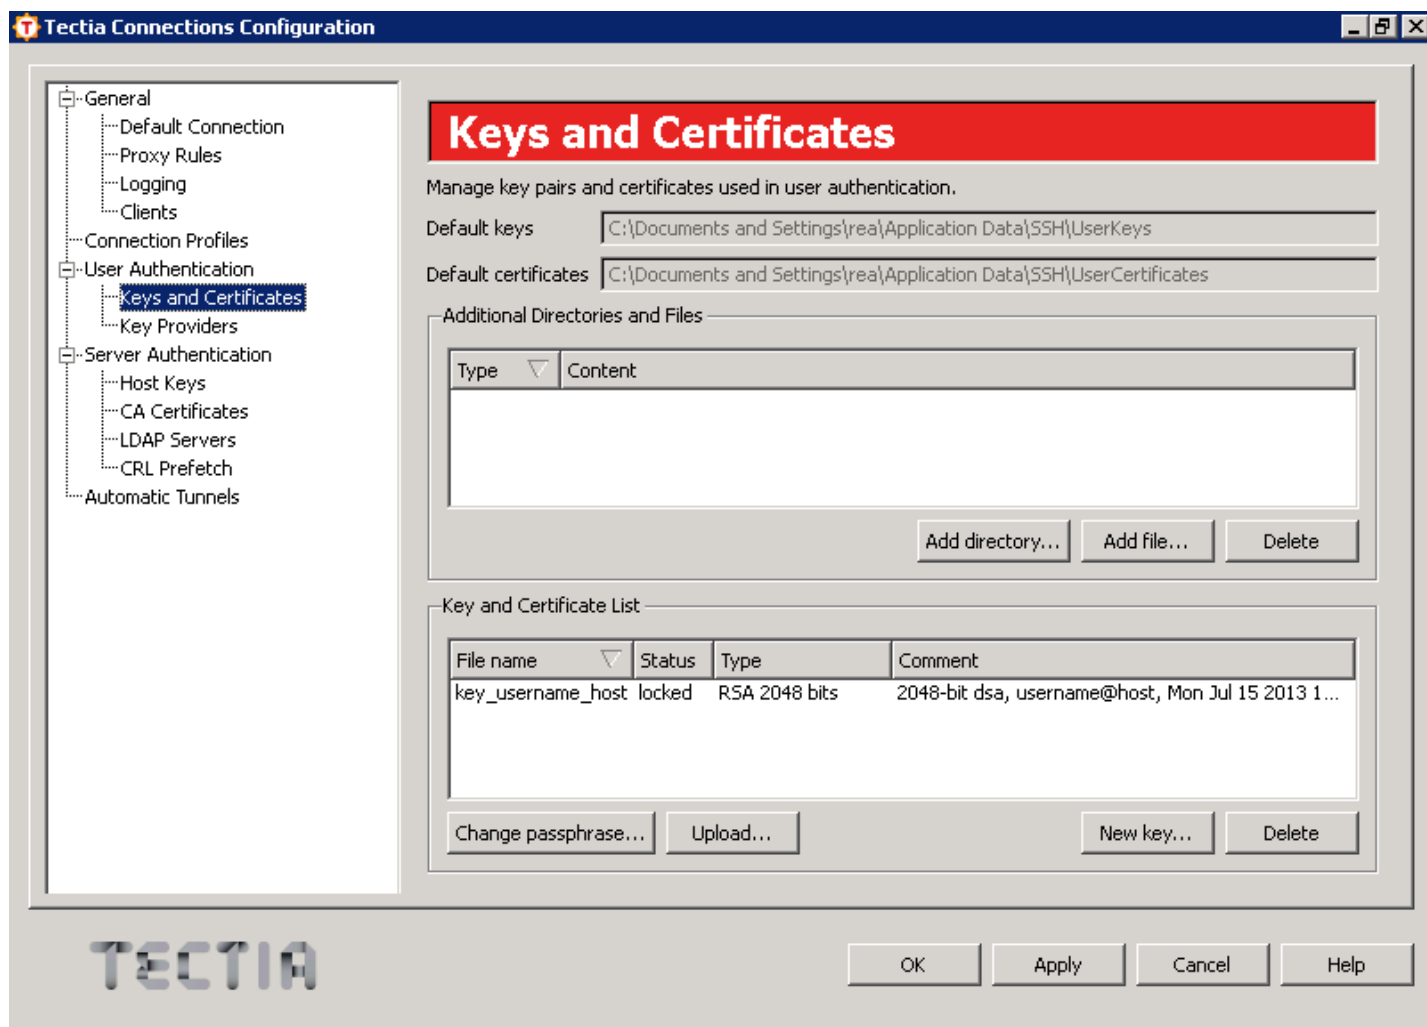 Tectia Connections Configuration
General
Default Connection
Proxy Rules
Logging
Clients
Connection Profiles
User Authentication
Keys and Certificates
Key Providers
Server Authentication
Host Keys
CA Certificates
LDAP Servers
CRL Prefetch
Automatic Tunnels
Keys and Certificates
Manage key pairs and certificates used in user authentication.
Default keys C:\Documents and Settings\rea\Application Data\SSH\UserKeys
Default certificates C:\Documents and Settings\rea\Application Data\SSH\UserCertificates
Additional Directories and Files
Type Content
Add directory... Add file... Delete
Key and Certificate List
File name Status Type Comment
key_username_host locked RSA 2048 bits 2048-bit dsa, username@host, Mon Jul 15 2013 1...
Change passphrase... Upload... New key... Delete
TECTIA
OK Apply Cancel Help